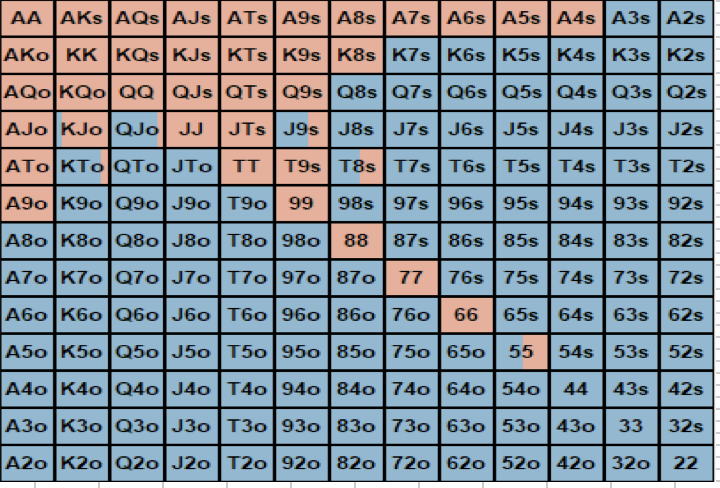 AA AKs AQs AJs ATs A9s A8s A7s A6s A5s A4s A3s A2s
AKo KK KQs KJs KTs K9s K8s K7s K6s K5s K4s K3s K2s
AQo KQo QQ QJs QTs Q9s Q8s Q7s Q6s Q5s Q4s Q3s Q2s
AJo KJo QJo JJ JTs J9s J8s J7s J6s J5s J4s J3s J2s
ATo KTo QTo JTo TT T9s T8s T7s T6s T5s T4s T3s T2s
A9o K9o Q9o J9o T9o 99 98s 97s 96s 95s 94s 93s 92s
A8o K8o Q8o J8o T8o 98o 88 87s 86s 85s 84s 83s 82s
A7o K7o Q7o J7o T7o 97o 87o 77 76s 75s 74s 73s 72s
A6o K6o Q6o J6o T6o 96o 86o 76o 66 65s 64s 63s 62s
A5o K5o Q5o J5o T5o 95o 85o 75o 65o 55 54s 53s 52s
A4o K4o Q4o J4o T4o 94o 84o 74o 64o 54o 44 43s 42s
A3o K3o Q3o J3o T3o 93o 83o 73o 63o 53o 43o 33 32s
A2o K2o Q2o J2o T2o 92o 82o 72o 62o 52o 42o 32o 22